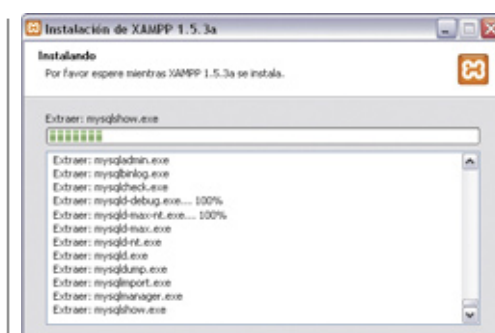 Instalación de XAMPP 1.5.3a
Instalando
Por favor espere mientras XAMPP 1.5.3a se instala.
Extraer: mysqlshow.exe
Extraer: mysqladmin.exe
Extraer: mysqlbinlog.exe
Extraer: mysqlcheck.exe
Extraer: mysqld-debug.exe.... 100%
Extraer: mysqld-max-nt.exe.... 100%
Extraer: mysqld-max.exe
Extraer: mysqld-nt.exe
Extraer: mysqld.exe
Extraer: mysqldump.exe
Extraer: mysqlimport.exe
Extraer: mysqlmanager.exe
Extraer: mysqlshow.exe